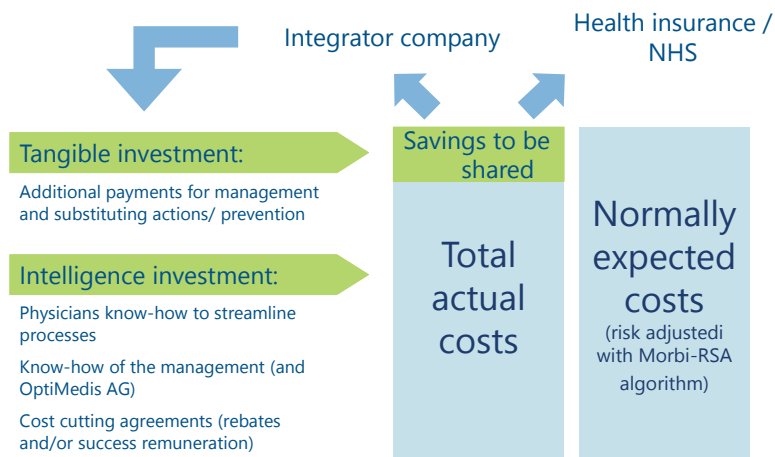 Integrator company
Health insurance /
NHS
Tangible investment:
Additional payments for management
and substituting actions/ prevention
Intelligence investment:
Physicians know-how to streamline
processes
Know-how of the management (and
OptiMedis AG)
Cost cutting agreements (rebates
and/or success remuneration)
Savings to be
shared
Total
actual
costs
Normally
expected
costs
(risk adjustedi
with Morbi-RSA
algorithm)